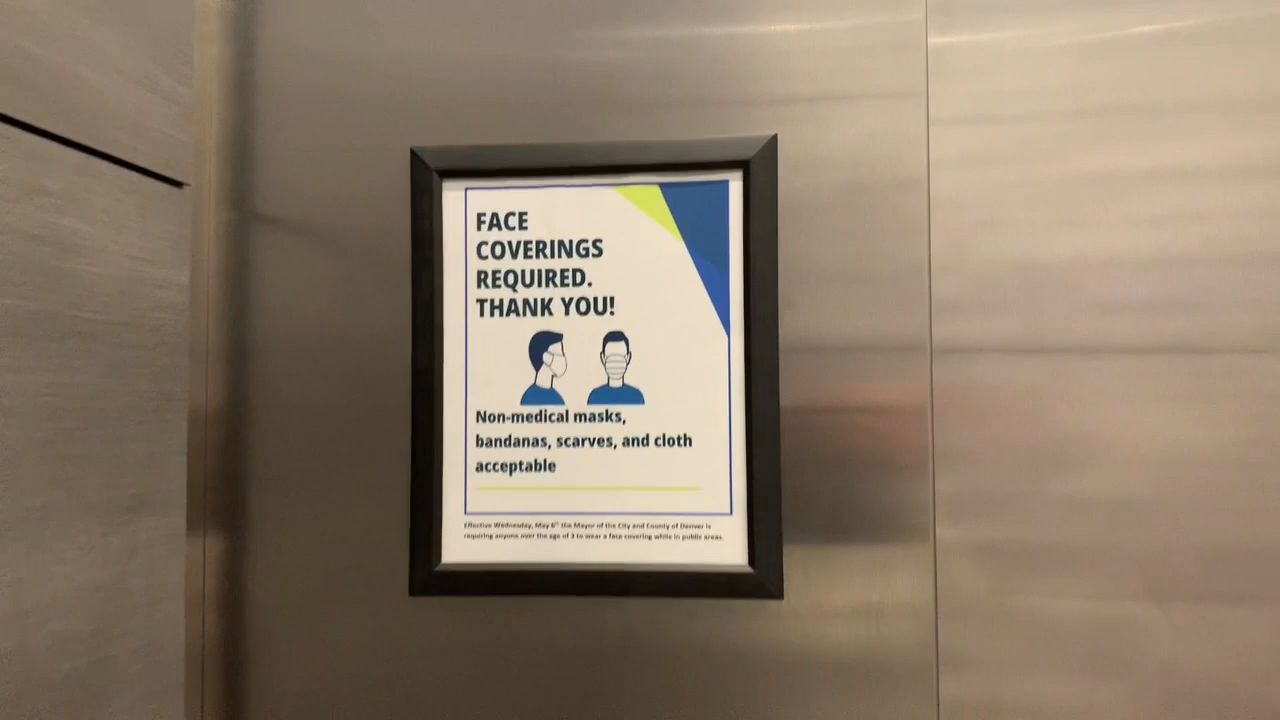 FACE
COVERINGS
REQUIRED.
THANK YOU!
Non-medical masks,
bandanas, scarves, and cloth
acceptable
Effective Wednesday, May 6th the Mayor of the City and County of Denver is
requiring anyone over the age of 3 to wear a face covering while in public areas.